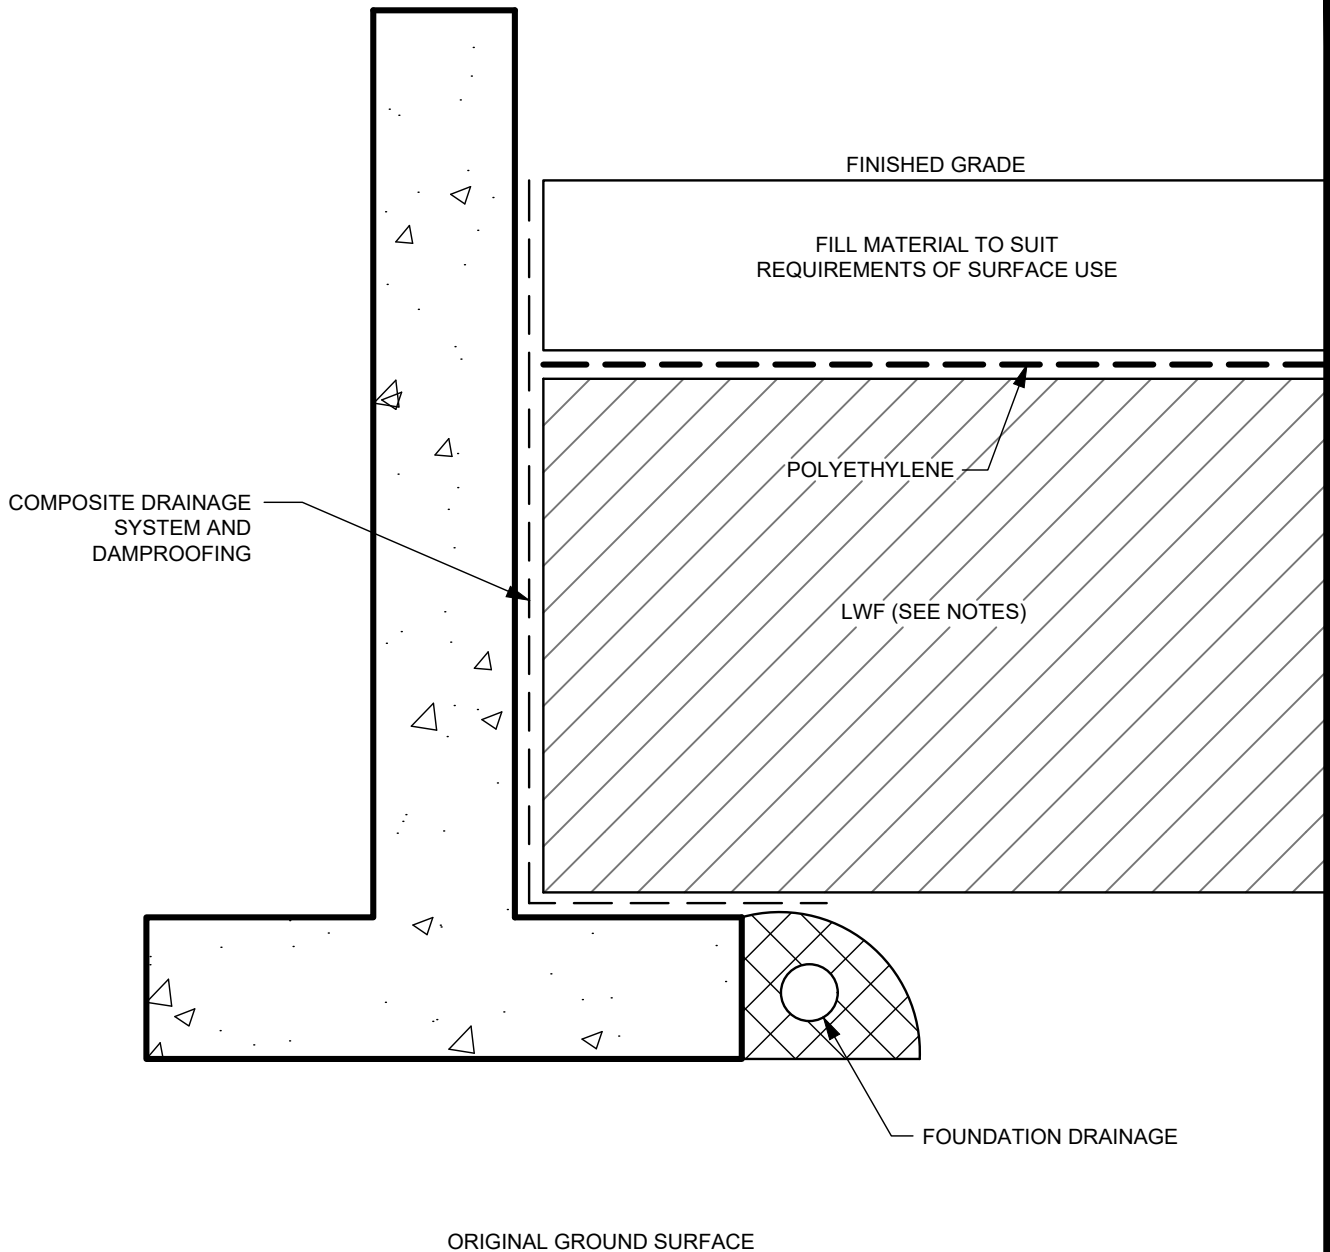 FINISHED GRADE
FILL MATERIAL TO SUIT
REQUIREMENTS OF SURFACE USE
POLYETHYLENE
COMPOSITE DRAINAGE
SYSTEM AND
DAMPROOFING
LWF (SEE NOTES)
FOUNDATION DRAINAGE
ORIGINAL GROUND SURFACE